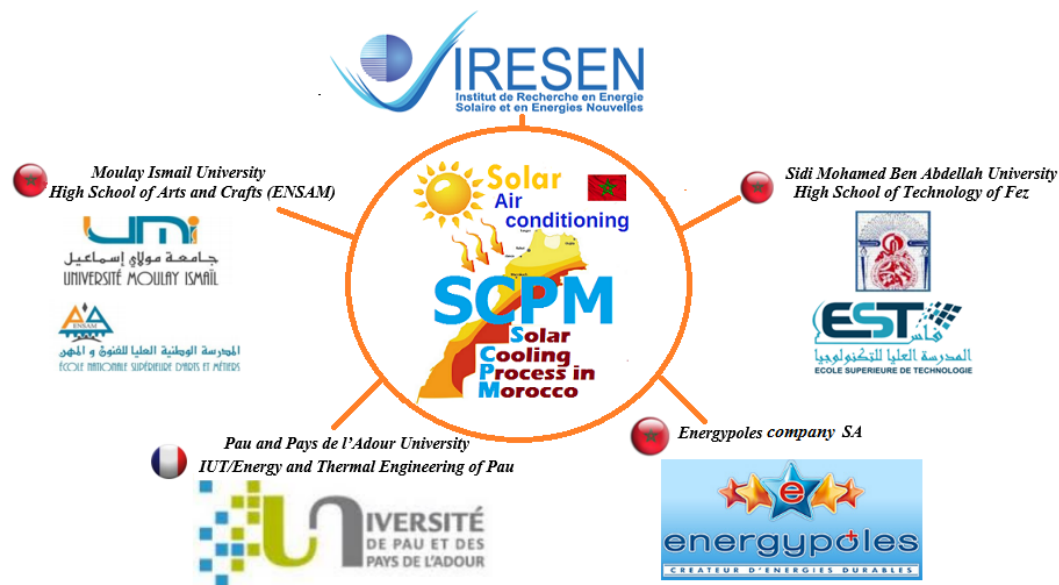 IRESEN
Institut de Recherche en Energie
Solaire et en Energies Nouvelles
Moulay Ismail University
High School of Arts and Crafts (ENSAM)
umi
جامعة مولاي إسماعيل
UNIVERSITÉ MOULAY ISMAÏL
ENSAM
المدرسة الوطنية العليا للفنون و المهن
ÉCOLE NATIONALE SUPÉRIEURE D'ARTS ET MÉTIERS
Solar
Air
conditioning
SCPM
Solar
Cooling
Process in
Morocco
Sidi Mohamed Ben Abdellah University
High School of Technology of Fez
EST
فاس
المدرسة العليا للتكنولوجيا
ECOLE SUPERIEURE DE TECHNOLOGIE
Pau and Pays de l'Adour University
IUT/Energy and Thermal Engineering of Pau
UNIVERSITÉ
DE PAU ET DES
PAYS DE L'ADOUR
Energypoles company SA
e
energypoles
CREATEUR D'ENERGIES DURABLES